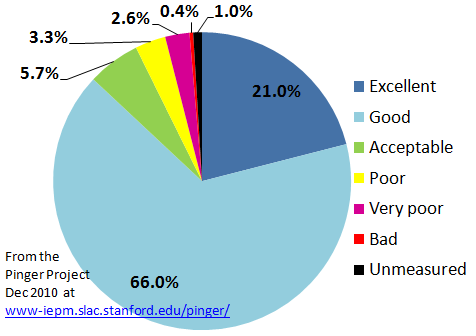 0.4%
1.0%
2.6%
3.3%
5.7%
21.0%
Excellent
Good
Acceptable
Poor
Very poor
Bad
Unmeasured
From the
Pinger Project
Dec 2010 at
www-iepm.slac.stanford.edu/pinger/
66.0%